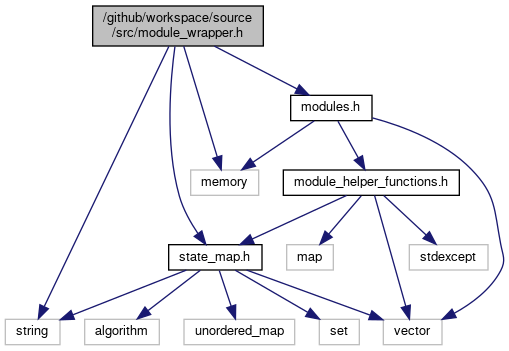 /github/workspace/source
/src/module_wrapper.h
modules.h
memory
module_helper_functions.h
state_map.h
map
stdexcept
string
algorithm
unordered_map
set
vector